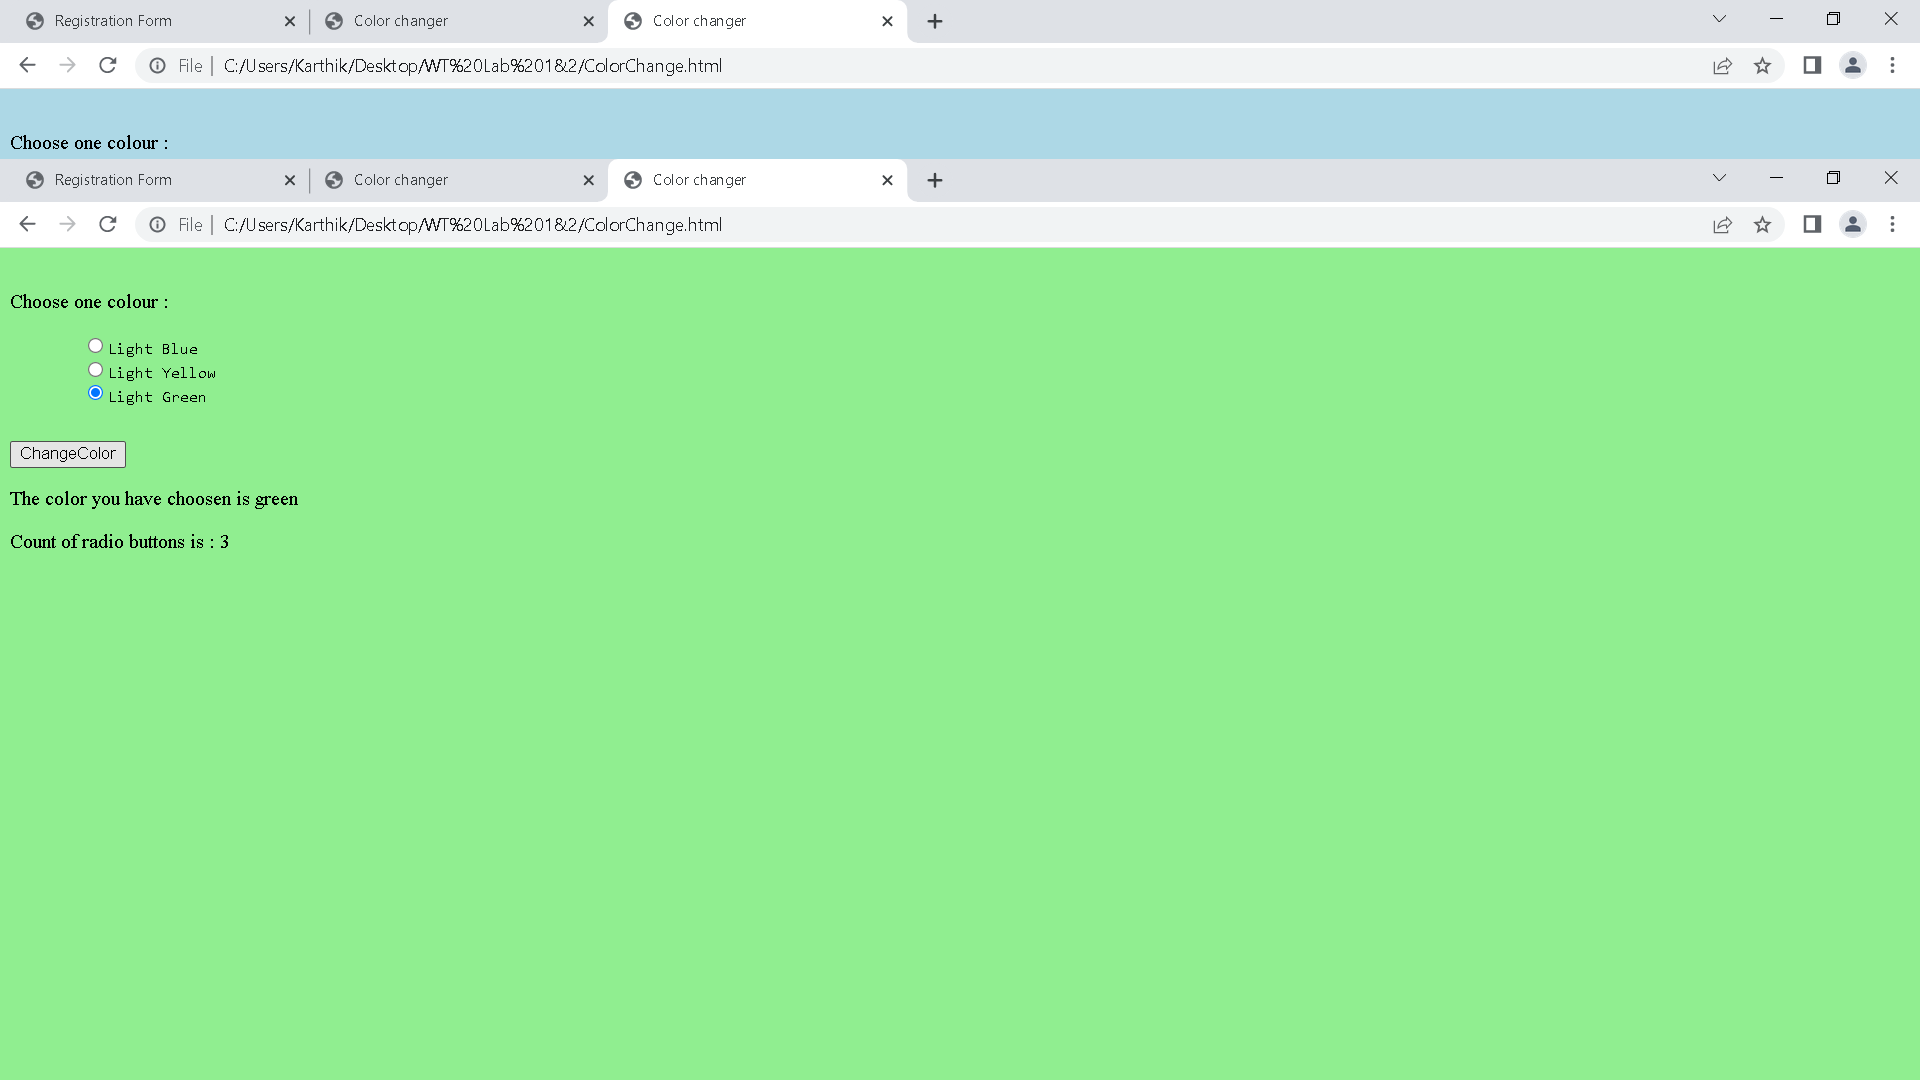 Registration Form Color changer Color changer
File C:/Users/Karthik/Desktop/WT%20Lab%201&2/ColorChange.html
Choose one colour :
Registration Form Color changer Color changer
File C:/Users/Karthik/Desktop/WT%20Lab%201&2/ColorChange.html
Choose one colour :
Light Blue
Light Yellow
Light Green
ChangeColor
The color you have choosen is green
Count of radio buttons is : 3